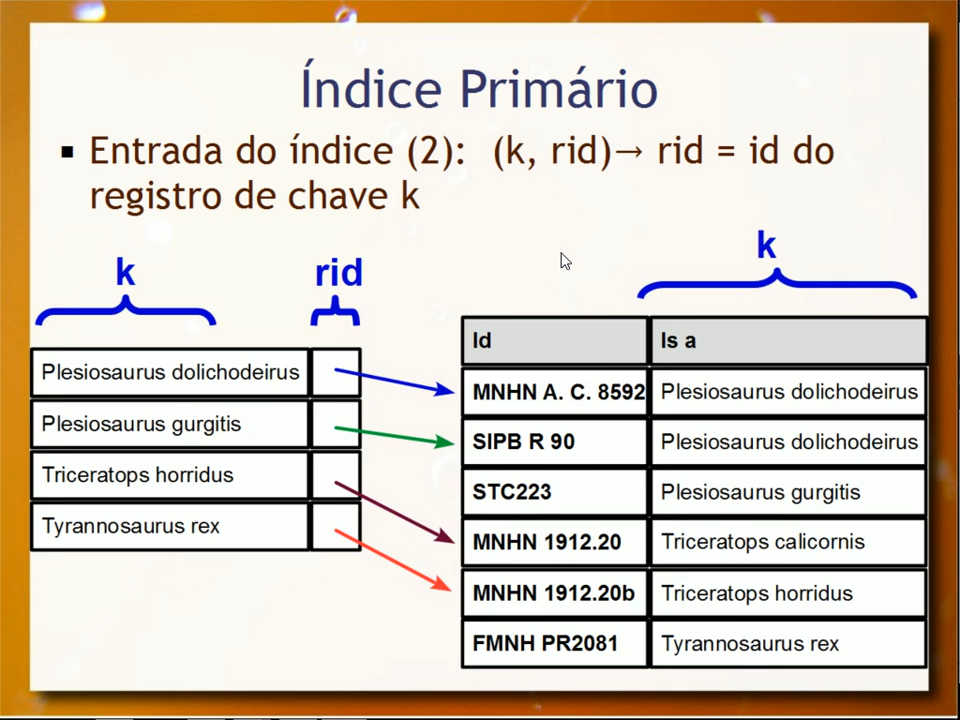 Índice Primário
▪ Entrada do índice (2): (k, rid)→ rid = id do
registro de chave k
k
rid
k
Plesiosaurus dolichodeirus
Plesiosaurus gurgitis
Triceratops horridus
Tyrannosaurus rex
Id Is a
MNHN A. C. 8592 Plesiosaurus dolichodeirus
SIPB R 90 Plesiosaurus dolichodeirus
STC223 Plesiosaurus gurgitis
MNHN 1912.20 Triceratops calicornis
MNHN 1912.20b Triceratops horridus
FMNH PR2081 Tyrannosaurus rex